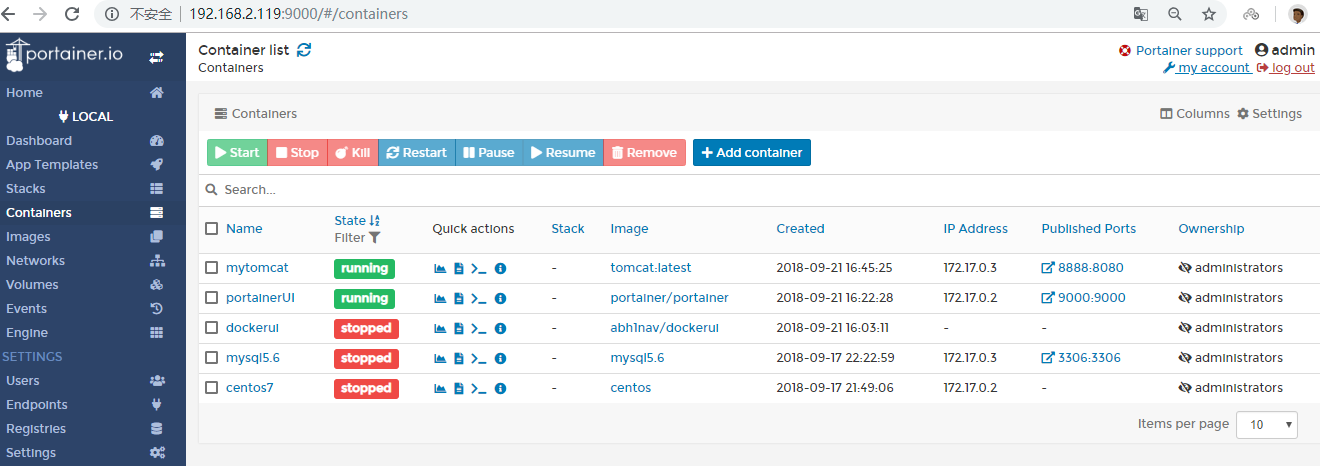 不安全 | 192.168.2.119:9000/#/containers
portainer.io
Container list
Containers
Portainer support admin
my account log out
Home
LOCAL
Dashboard
App Templates
Stacks
Containers
Images
Networks
Volumes
Events
Engine
SETTINGS
Users
Endpoints
Registries
Settings
Containers
Columns Settings
Start Stop Kill Restart Pause Resume Remove Add container
Search...
Name State Filter Quick actions Stack Image Created IP Address Published Ports Ownership
mytomcat running - tomcat:latest 2018-09-21 16:45:25 172.17.0.3 8888:8080 administrators
portainerUI running - portainer/portainer 2018-09-21 16:22:28 172.17.0.2 9000:9000 administrators
dockerui stopped - abh1nav/dockerui 2018-09-21 16:03:11 - - administrators
mysql5.6 stopped - mysql5.6 2018-09-17 22:22:59 172.17.0.3 3306:3306 administrators
centos7 stopped - centos 2018-09-17 21:49:06 172.17.0.2 - administrators
Items per page 10